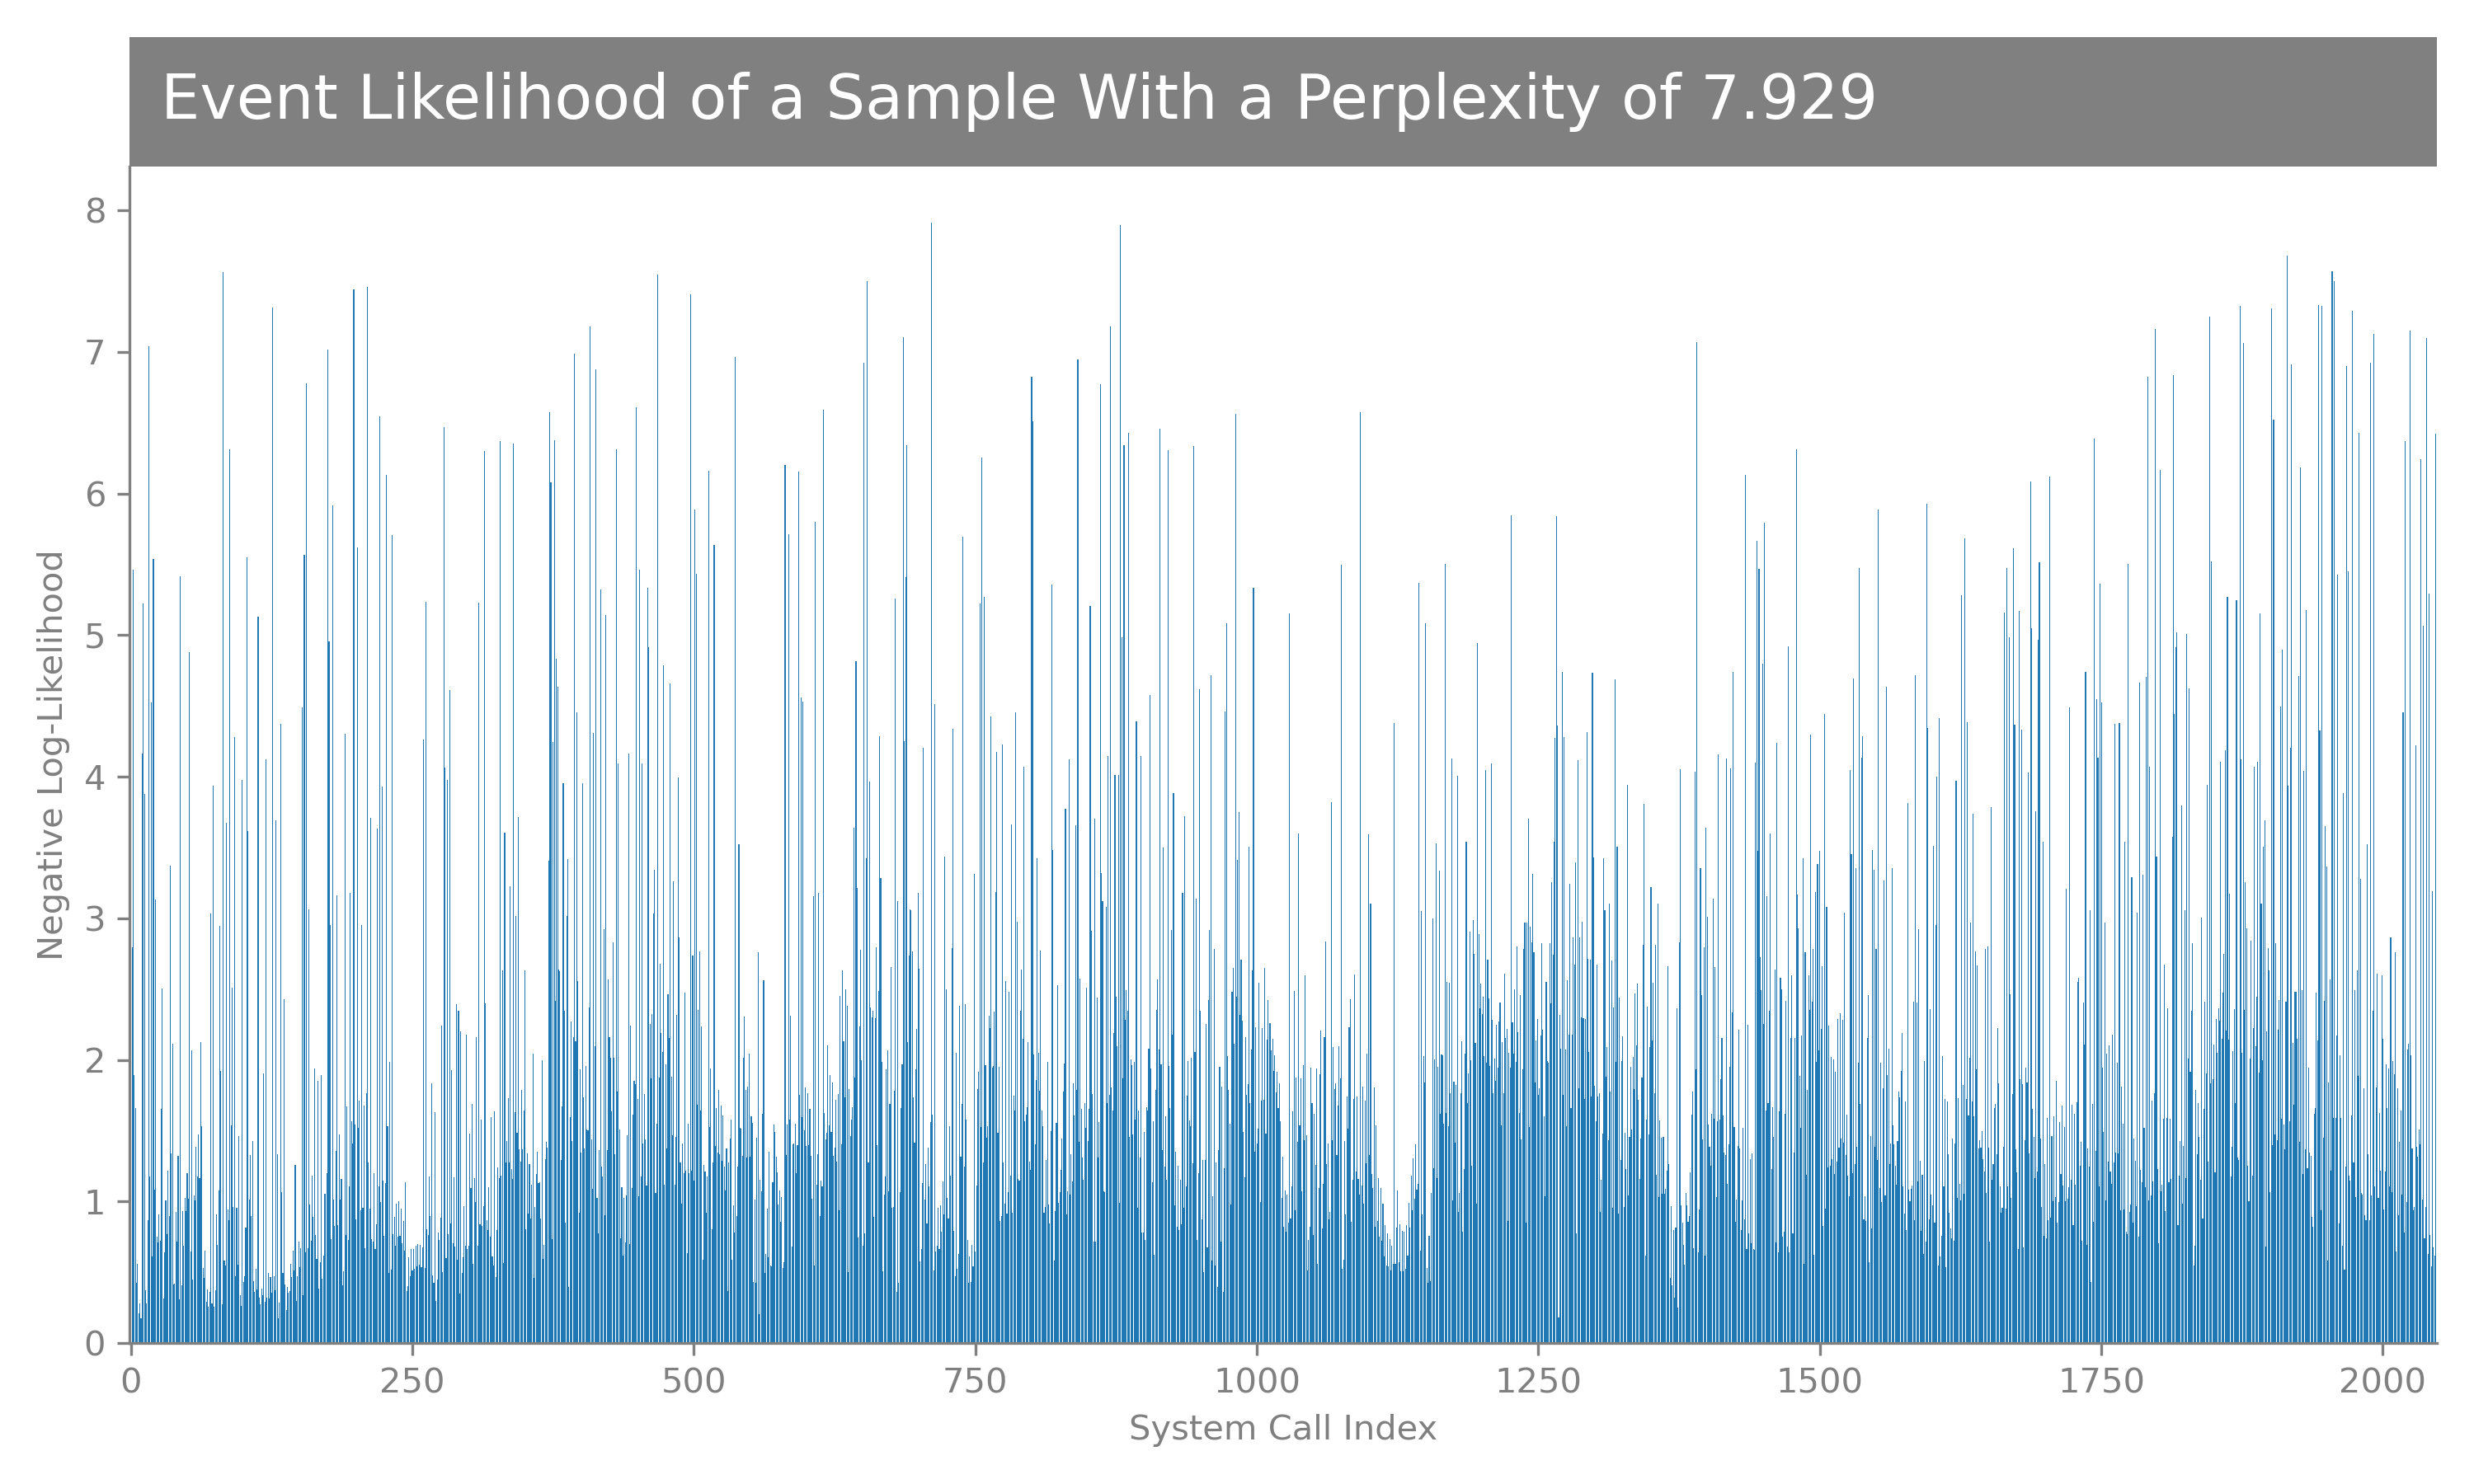 Event Likelihood of a Sample With a Perplexity of 7.929
8
7
6
5
4
3
2
1
0
Negative Log-Likelihood
0 250 500 750 1000 1250 1500 1750 2000
System Call Index